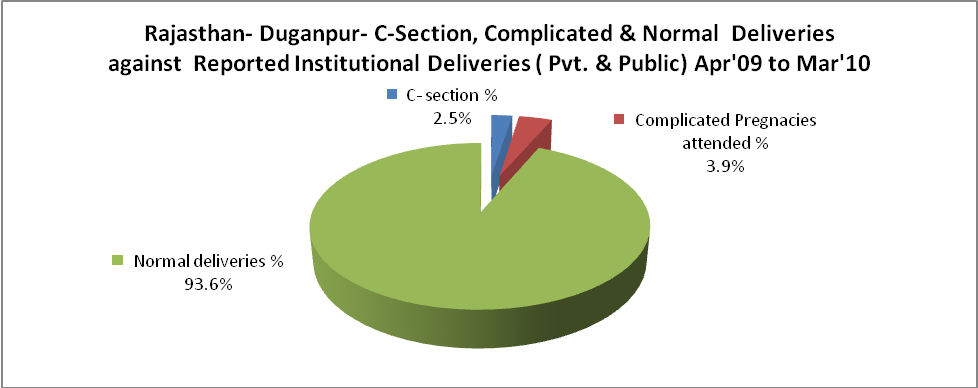 Rajasthan- Duganpur- C-Section, Complicated & Normal Deliveries
against Reported Institutional Deliveries ( Pvt. & Public) Apr'09 to Mar'10
C- section %
2.5%
Complicated Pregnacies
attended %
3.9%
Normal deliveries %
93.6%